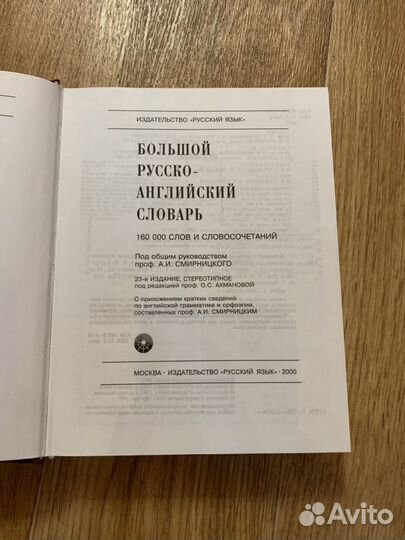 ИЗДАТЕЛЬСТВО «РУССКИЙ ЯЗЫК»
БОЛЬШОЙ
РУССКО-
АНГЛИЙСКИЙ
СЛОВАРЬ
160 000 СЛОВ И СЛОВОСОЧЕТАНИЙ
Под общим руководством
проф. А.И. СМИРНИЦКОГО
23-е ИЗДАНИЕ, СТЕРЕОТИПНОЕ
под редакцией проф. О.С. АХМАНОВОЙ
С приложением кратких сведений
по английской грамматике и орфоэпии,
составленных проф. А.И. СМИРНИЦКИМ
МОСКВА · ИЗДАТЕЛЬСТВО «РУССКИЙ ЯЗЫК» · 2000
Avito